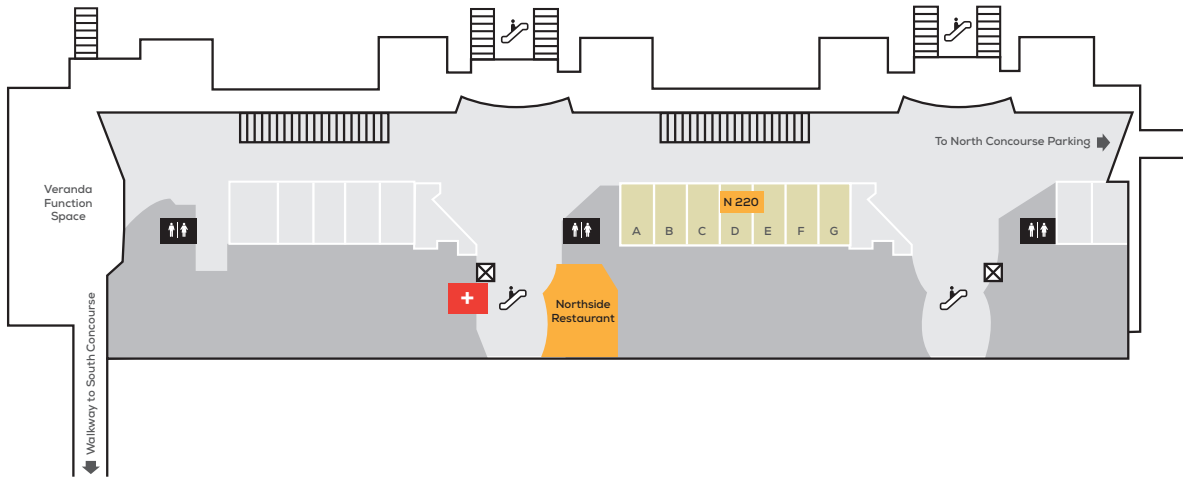 To North Concourse Parking
Veranda
Function
Space
N 220
A B C D E F G
Northside
Restaurant
Walkway to South Concourse